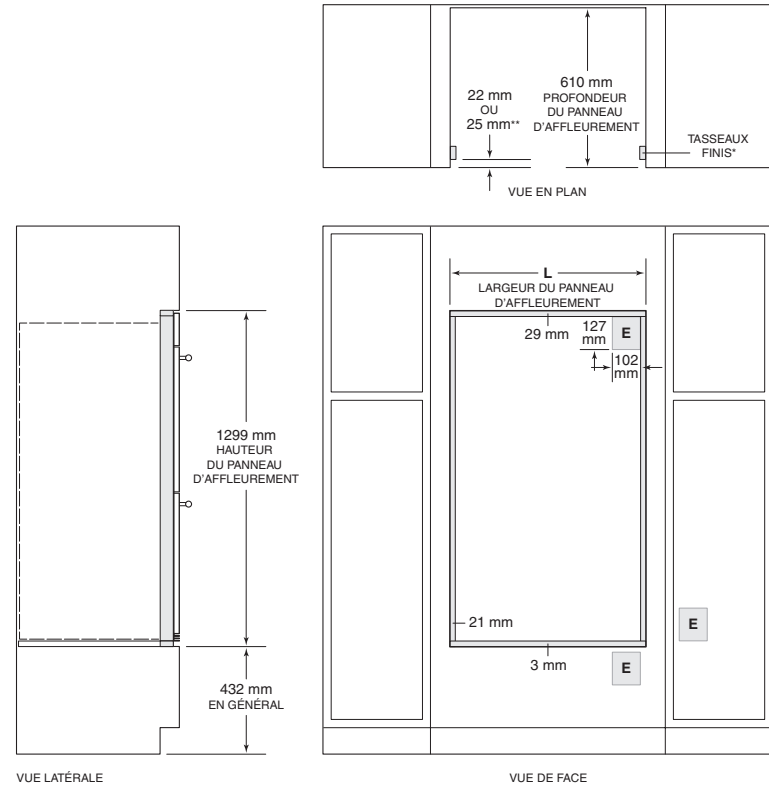 22 mm
OU
25 mm**
610 mm
PROFONDEUR
DU PANNEAU
D'AFFLEUREMENT
TASSEAUX
FINIS*
VUE EN PLAN
L
LARGEUR DU PANNEAU
D'AFFLEUREMENT
29 mm
127
mm
E
102
mm
1299 mm
HAUTEUR
DU PANNEAU
D'AFFLEUREMENT
21 mm
E
3 mm
E
432 mm
EN GÉNÉRAL
VUE LATÉRALE
VUE DE FACE